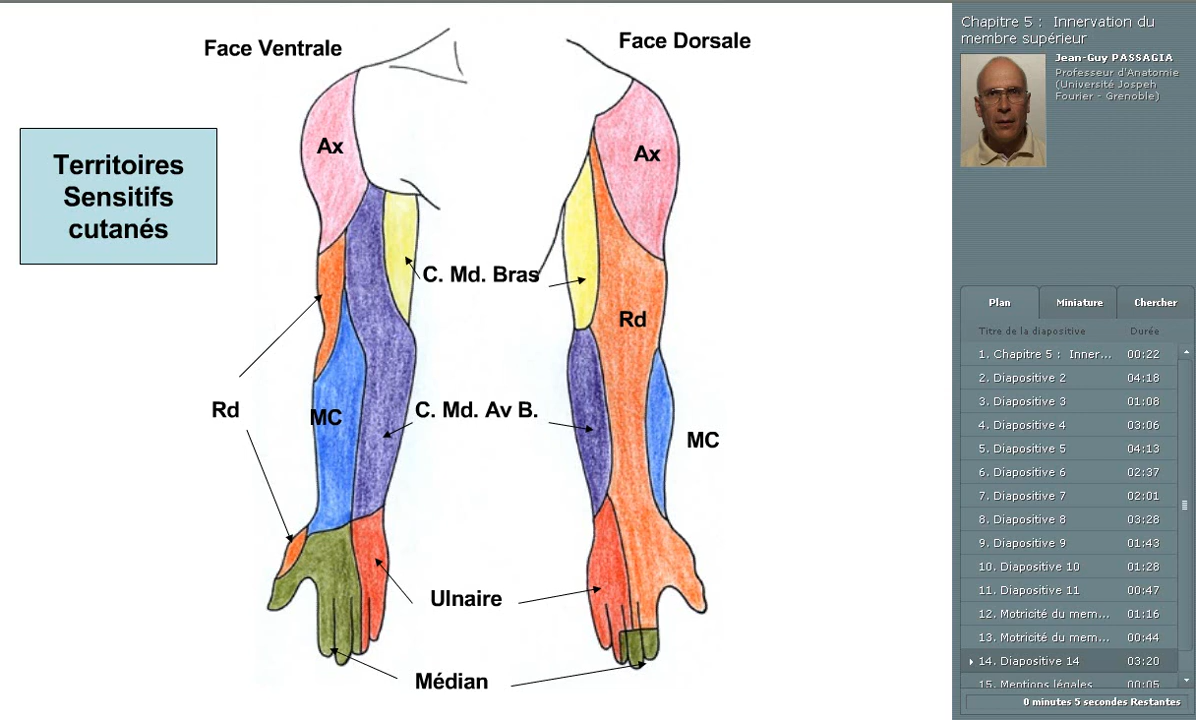 Face Ventrale
Face Dorsale
Territoires
Sensitifs
cutanés
Ax
Ax
C. Md. Bras
Rd
Rd
MC
C. Md. Av B.
MC
Ulnaire
Médian
Chapitre 5 : Innervation du
membre supérieur
Jean-Guy PASSAGIA
Professeur d'Anatomie
(Université Jospeh
Fourier - Grenoble)
Plan Miniature Chercher
Titre de la diapositive Durée
1. Chapitre 5 : Inner... 00:22
2. Diapositive 2 04:18
3. Diapositive 3 01:08
4. Diapositive 4 03:06
5. Diapositive 5 04:13
6. Diapositive 6 02:37
7. Diapositive 7 02:01
8. Diapositive 8 03:28
9. Diapositive 9 01:43
10. Diapositive 10 01:28
11. Diapositive 11 00:47
12. Motricité du mem... 01:16
13. Motricité du mem... 00:44
14. Diapositive 14 03:20
15. Mentions légales 00:05
0 minutes 5 secondes Restantes